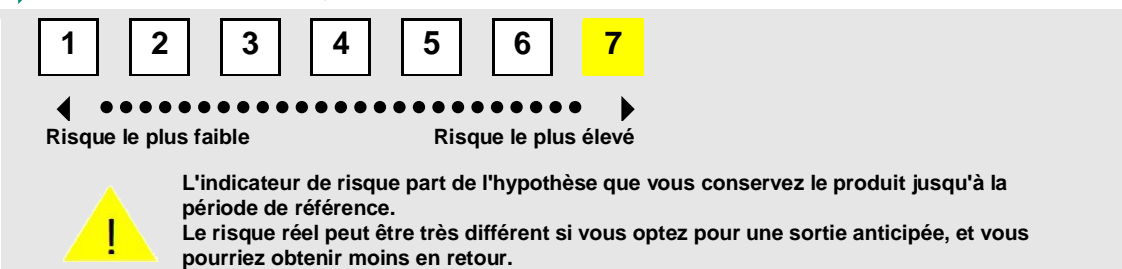 1 2 3 4 5 6 7
Risque le plus faible Risque le plus élevé
L'indicateur de risque part de l'hypothèse que vous conservez le produit jusqu'à la
période de référence.
Le risque réel peut être très différent si vous optez pour une sortie anticipée, et vous
pourriez obtenir moins en retour.
!